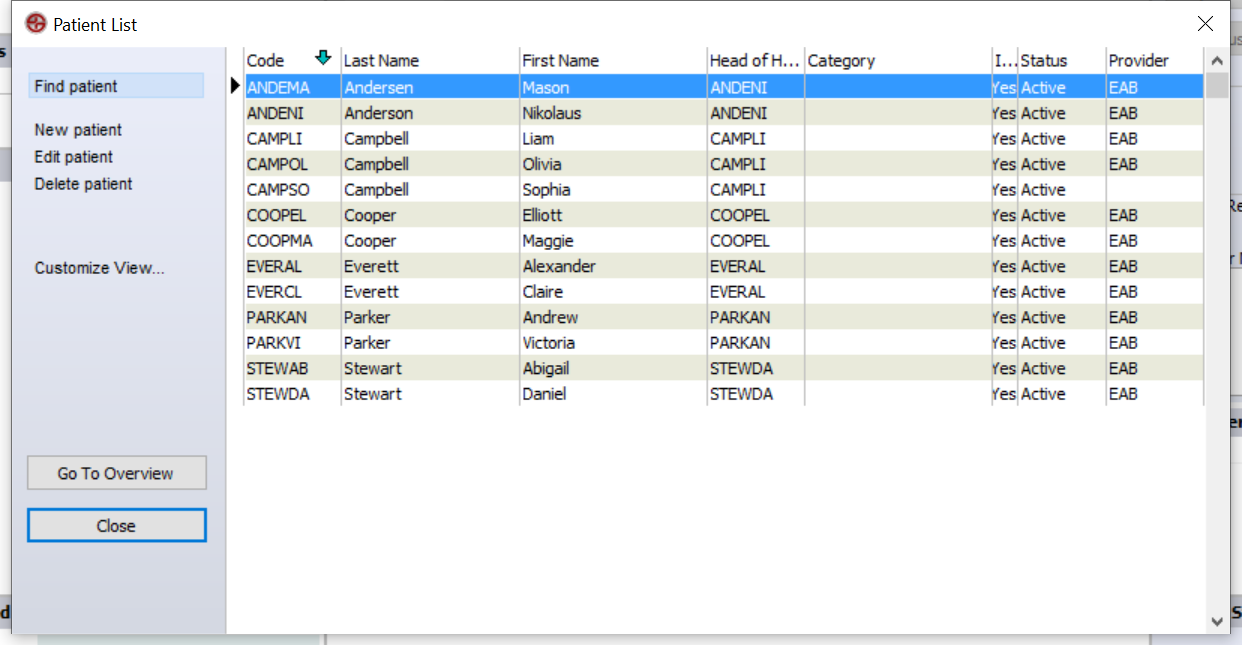 Patient List
Code Last Name First Name Head of H... Category I... Status Provider
Find patient
New patient
Edit patient
Delete patient
Customize View...
Go To Overview
Close
ANDEMA Andersen Mason ANDENI Yes Active EAB
ANDENI Anderson Nikolaus ANDENI Yes Active EAB
CAMPLI Campbell Liam CAMPLI Yes Active EAB
CAMPOL Campbell Olivia CAMPLI Yes Active EAB
CAMPSO Campbell Sophia CAMPLI Yes Active
COOPEL Cooper Elliott COOPEL Yes Active EAB
COOPMA Cooper Maggie COOPEL Yes Active EAB
EVERAL Everett Alexander EVERAL Yes Active EAB
EVERCL Everett Claire EVERAL Yes Active EAB
PARKAN Parker Andrew PARKAN Yes Active EAB
PARKVI Parker Victoria PARKAN Yes Active EAB
STEWAB Stewart Abigail STEWDA Yes Active EAB
STEWDA Stewart Daniel STEWDA Yes Active EAB